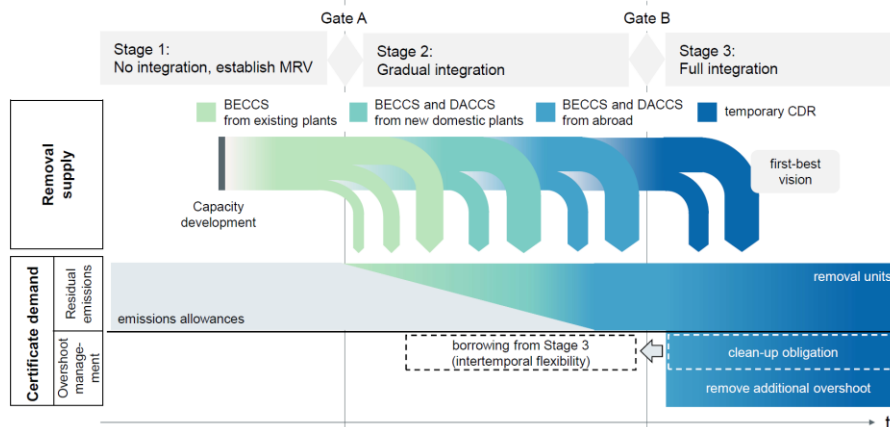 Gate A
Gate B
Stage 1:
No integration, establish MRV
Stage 2:
Gradual integration
Stage 3:
Full integration
BECCS
from existing plants
BECCS and DACCS
from new domestic plants
BECCS and DACCS
from abroad
temporary CDR
Removal
supply
Capacity
development
first-best
vision
Certificate demand
Residual
emissions
Overshoot
manage-
ment
emissions allowances
removal units
borrowing from Stage 3
(intertemporal flexibility)
clean-up obligation
remove additional overshoot
t